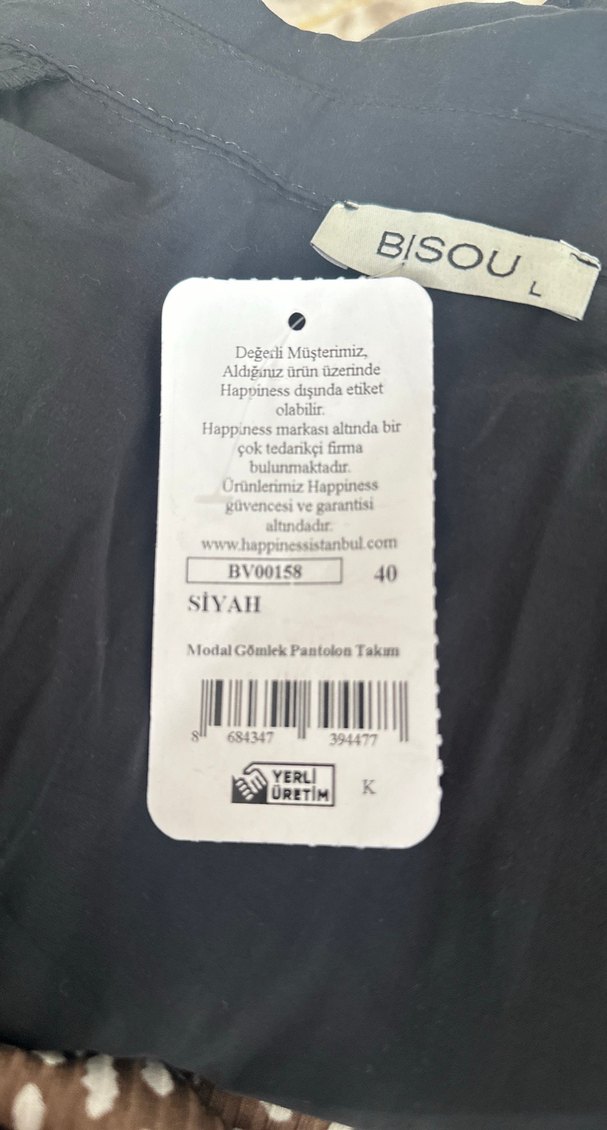 BISOU
L
Değerli Müşterimiz,
Aldığınız ürün üzerinde
Happiness dışında etiket
olabilir.
Happiness markası altında bir
çok tedarikçi firma
bulunmaktadır.
Ürünlerimiz Happiness
güvencesi ve garantisi
altındadır.
www.happinessistanbul.com
BV00158 40
SİYAH
Modal Gömlek Pantolon Takım
8 684347 394477
YERLİ
ÜRETİM
K